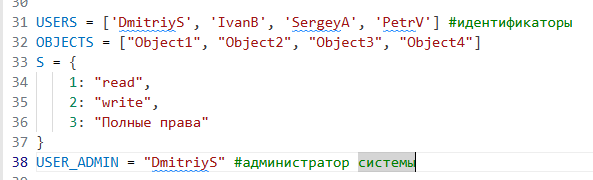 30
31 USERS = ['DmitriyS', 'IvanB', 'SergeyA', 'PetrV'] #идентификаторы
32 OBJECTS = ["Object1", "Object2", "Object3", "Object4"]
33 S = {
34     1: "read",
35     2: "write",
36     3: "Полные права"
37 }
38 USER_ADMIN = "DmitriyS" #администратор системы